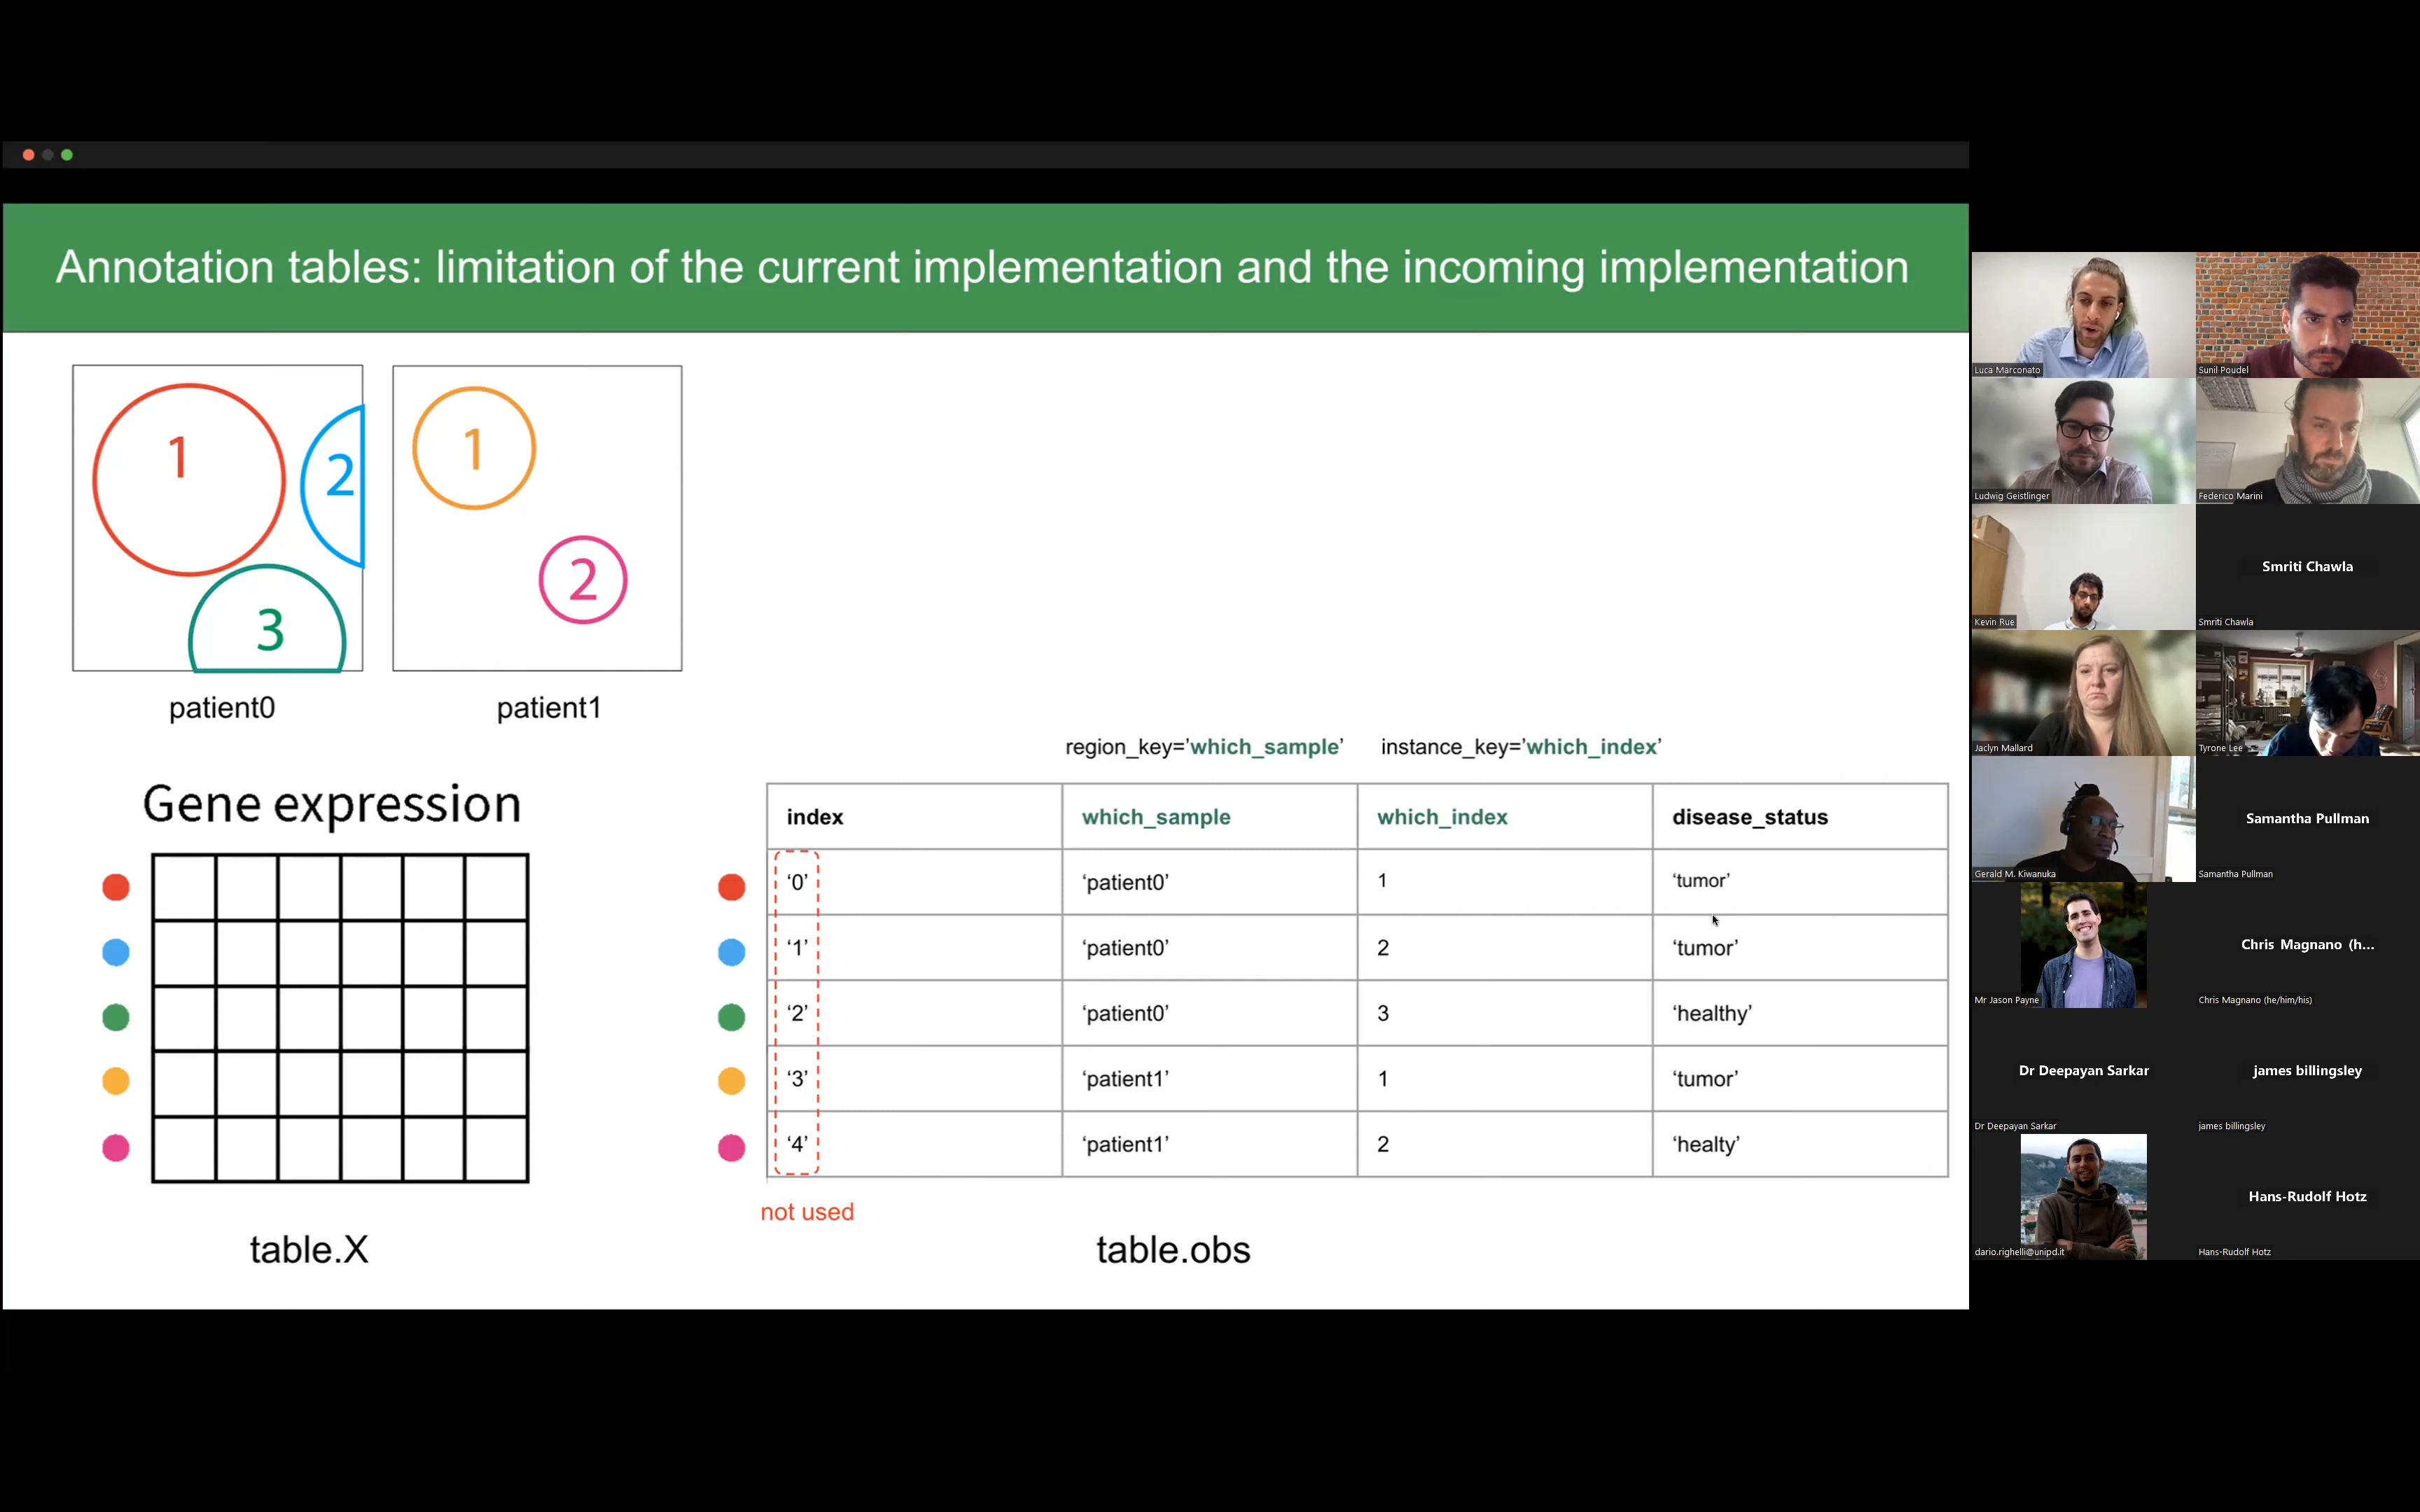 Annotation tables: limitation of the current implementation and the incoming implementation
1
2
3
1
2
patient0
patient1
region_key='which_sample' instance_key='which_index'
Gene expression
index which_sample which_index disease_status
‘0’ ‘patient0’ 1 ‘tumor’
‘1’ ‘patient0’ 2 ‘tumor’
‘2’ ‘patient0’ 3 ‘healthy’
‘3’ ‘patient1’ 1 ‘tumor’
‘4’ ‘patient1’ 2 ‘healty’
not used
table.X
table.obs
Luca Marconato
Sunil Poudel
Ludwig Geistlinger
Federico Marini
Kevin Rue
Smriti Chawla
Smriti Chawla
Jaclyn Mallard
Tyrone Lee
Gerald M. Kiwanuka
Samantha Pullman
Samantha Pullman
Mr Jason Payne
Chris Magnano (h...
Chris Magnano (he/him/his)
Dr Deepayan Sarkar
Dr Deepayan Sarkar
james billingsley
james billingsley
dario.righelli@unipd.it
Hans-Rudolf Hotz
Hans-Rudolf Hotz